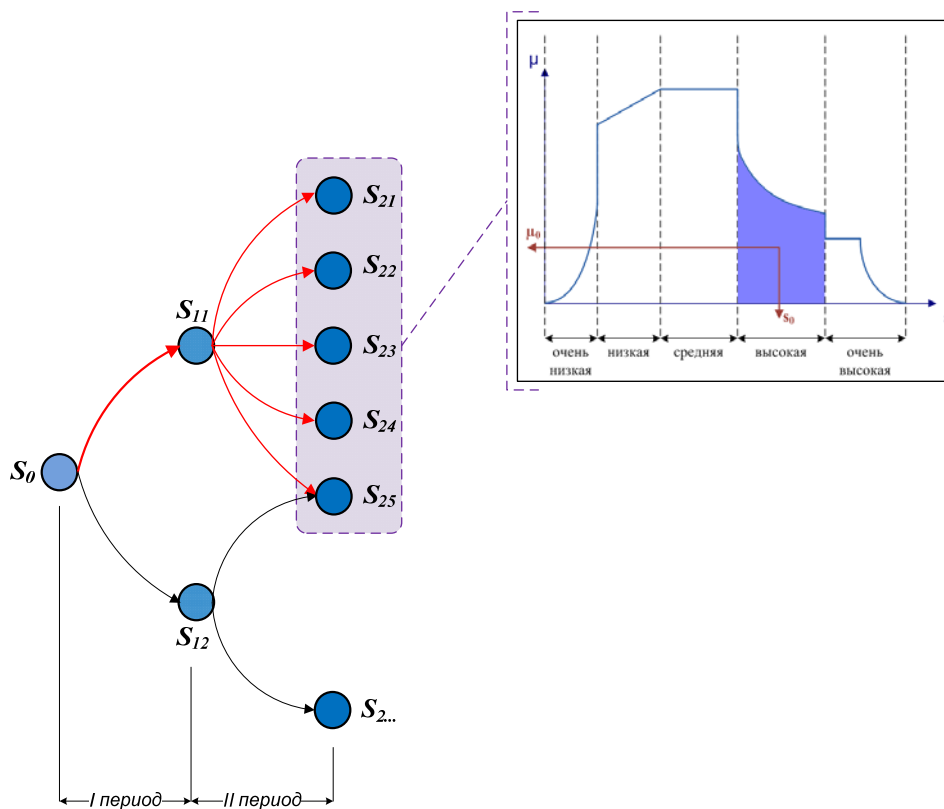 μ
μ₀
s₀
очень низкая
низкая
средняя
высокая
очень высокая
S₂₁
S₂₂
S₁₁
S₂₃
S₂₄
S₀
S₂₅
S₁₂
S₂...
I период
II период